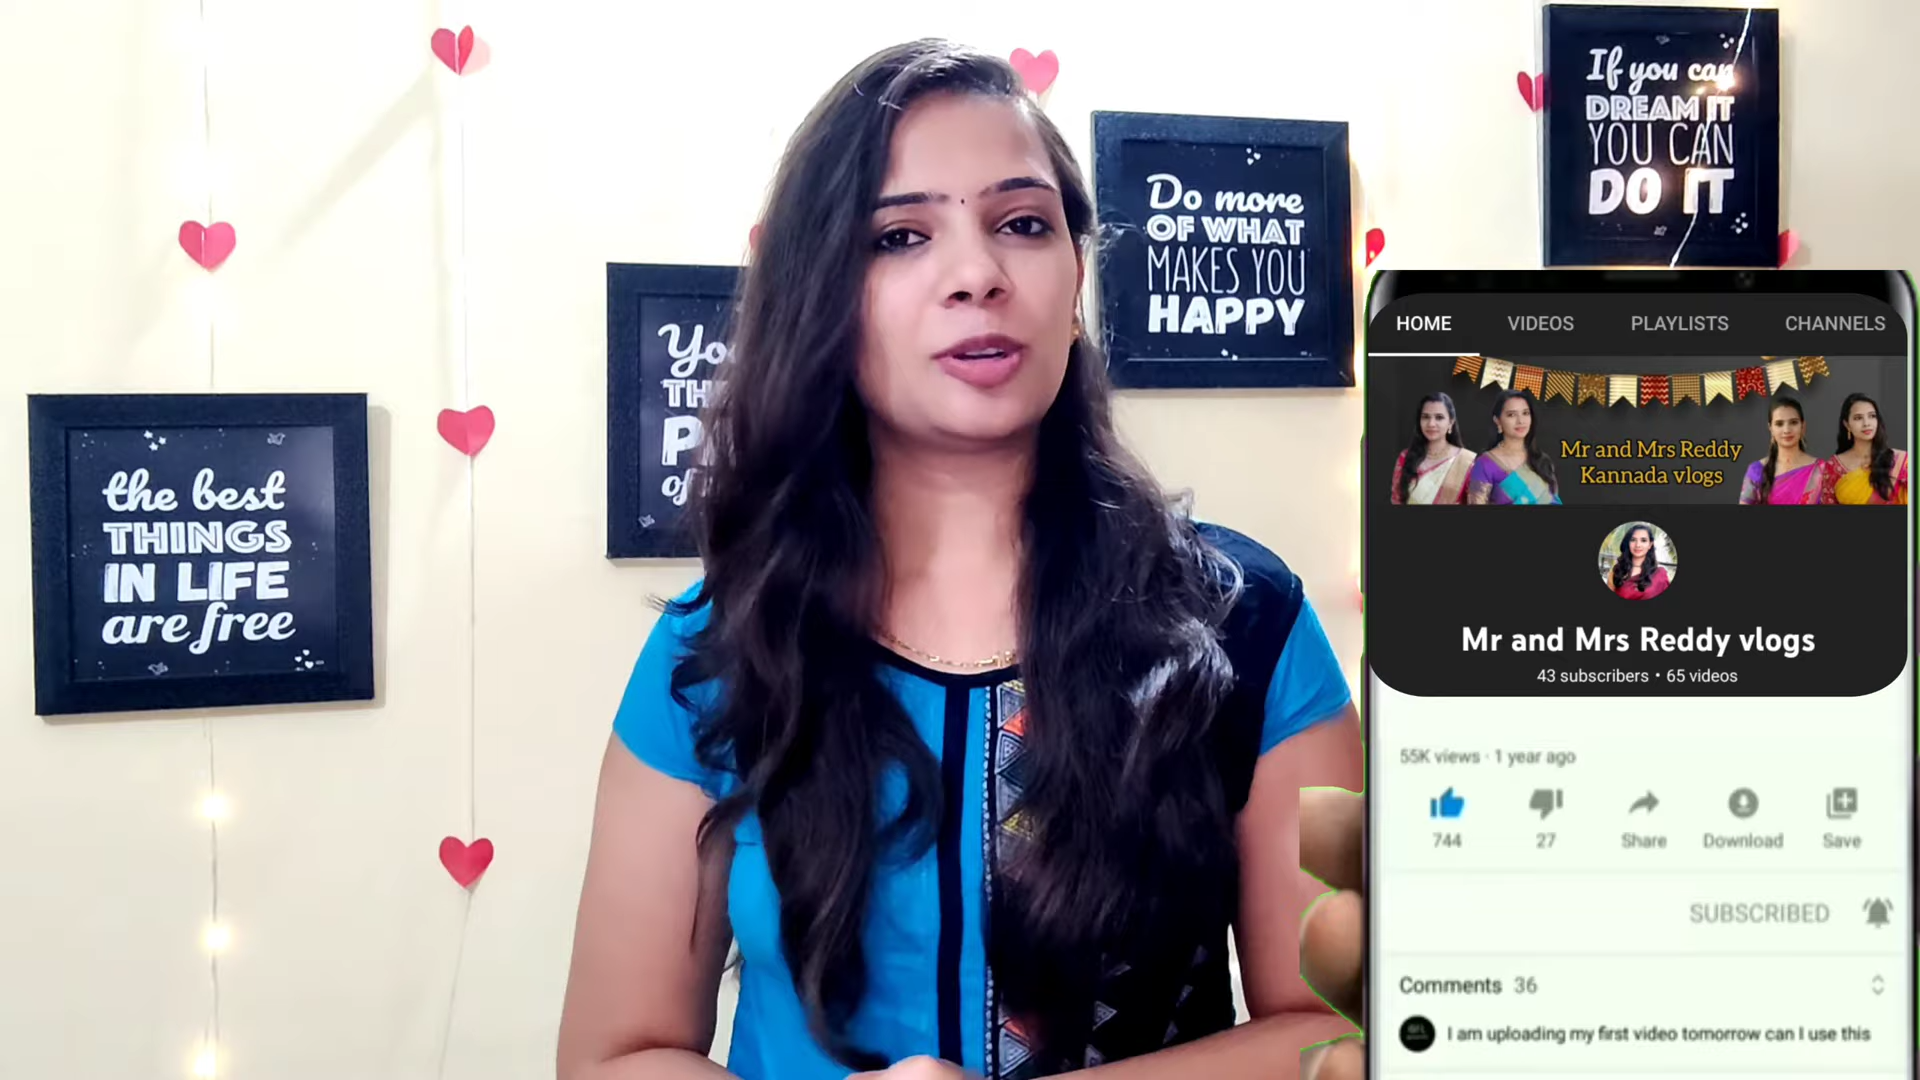 the best
THINGS
IN LIFE
are free
Do more
OF WHAT
MAKES YOU
HAPPY
If you can
DREAM IT
YOU CAN
DO IT
HOME VIDEOS PLAYLISTS CHANNELS
Mr and Mrs Reddy
Kannada vlogs
Mr and Mrs Reddy vlogs
43 subscribers • 65 videos
55K views · 1 year ago
744 27 Share Download Save
SUBSCRIBED
Comments 36
I am uploading my first video tomorrow can I use this